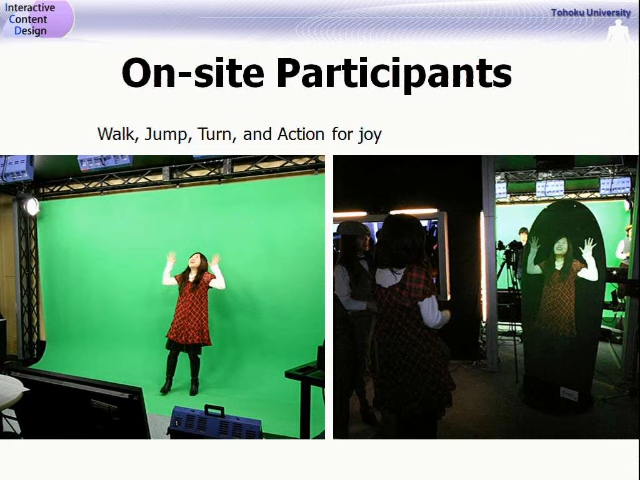 Interactive
Content
Design
Tohoku University
On-site Participants
Walk, Jump, Turn, and Action for joy